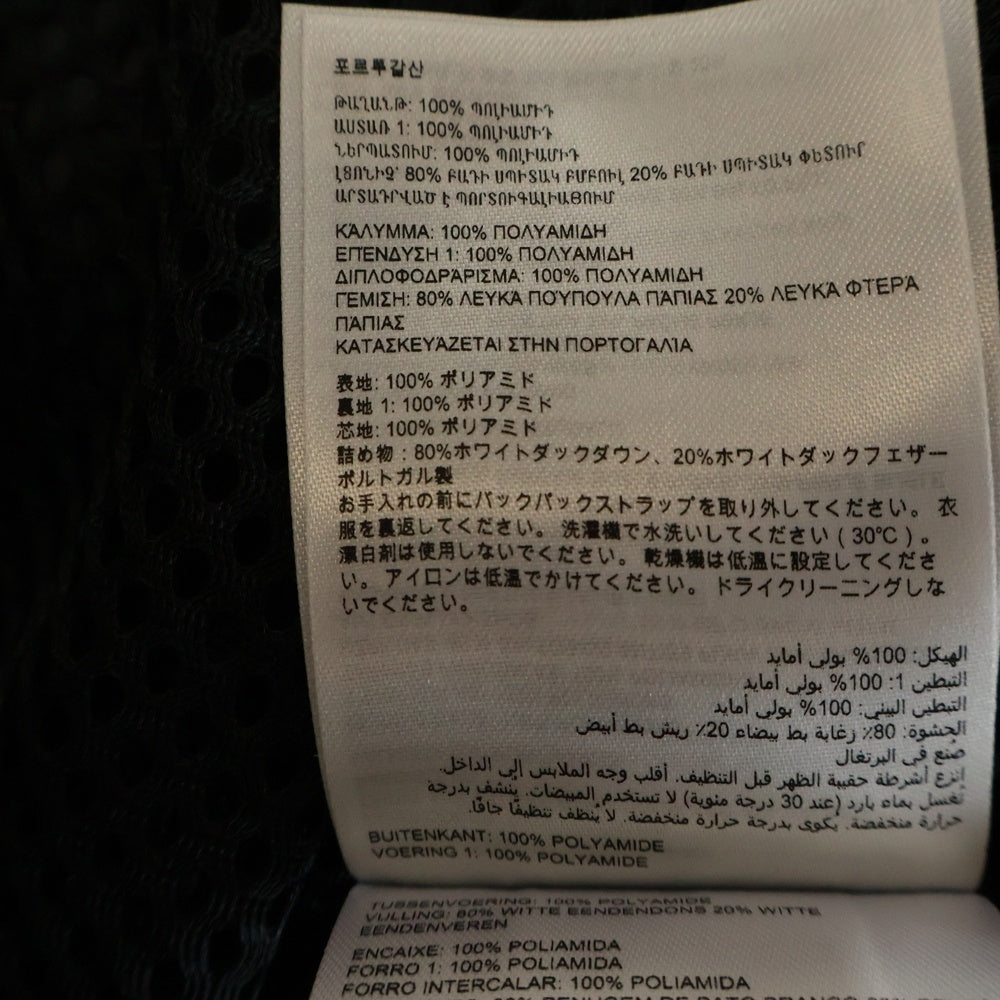 포르투갈산
ԹԱՂԱՆԹ: 100% ՊՈԼԻԱՄԻԴ
ԱՍՏԱՌ 1: 100% ՊՈԼԻԱՄԻԴ
ՆԵՐՊԱՏՈՒՄ: 100% ՊՈԼԻԱՄԻԴ
ԼՑՈՆԻՉ՝ 80% ԲԱԴԻ ՍՊԻՏԱԿ ԲՄԲՈՒԼ 20% ԲԱԴԻ ՍՊԻՏԱԿ ՓԵՏՈՒՐ
ԱՐՏԱԴՐՎԱԾ Է ՊՈՐՏՈՒԳԱԼԻԱՅՈՒՄ
ΚΆΛΥΜΜΑ: 100% ΠΟΛΥΑΜΙΔΗ
ΕΠΈΝΔΥΣΗ 1: 100% ΠΟΛΥΑΜΙΔΗ
ΔΙΠΛΟΦΟΔΡΆΡΙΣΜΑ: 100% ΠΟΛΥΑΜΙΔΗ
ΓΈΜΙΣΗ: 80% ΛΕΥΚΆ ΠΟΎΠΟΥΛΑ ΠΆΠΙΑΣ 20% ΛΕΥΚΆ ΦΤΕΡΆ
ΠΆΠΙΑΣ
ΚΑΤΑΣΚΕΥΆΖΕΤΑΙ ΣΤΗΝ ΠΟΡΤΟΓΑΛΊΑ
表地: 100% ポリアミド
裏地 1: 100% ポリアミド
芯地: 100% ポリアミド
詰め物：80%ホワイトダックダウン、20%ホワイトダックフェザー
ポルトガル製
お手入れの前にバックパックストラップを取り外してください。 衣
服を裏返してください。 洗濯機で水洗いしてください（30℃）。
漂白剤は使用しないでください。 乾燥機は低温に設定してくださ
い。 アイロンは低温でかけてください。 ドライクリーニングしな
いでください。
الهيكل: 100% بولي أمايد
التبطين 1: 100% بولي أمايد
التبطين البيني: 100% بولي أمايد
الحشوة: 80٪ زغابة بط بيضاء 20٪ ريش بط أبيض
صُنع في البرتغال
انزع أشرطة حقيبة الظهر قبل التنظيف. أقلب وجه الملابس إلى الداخل.
تغسل بماء بارد (عند 30 درجة مئوية) لا تستخدم المبيضات. يُنشف بدرجة
حرارة منخفضة. يكوى بدرجة حرارة منخفضة. لا يُنظف تنظيفًا جافًا.
BUITENKANT: 100% POLYAMIDE
VOERING 1: 100% POLYAMIDE
TUSSENVOERING: 100% POLYAMIDE
VULLING: 80% WITTE EENDENDONS 20% WITTE
EENDENVEREN
ENCAIXE: 100% POLIAMIDA
FORRO 1: 100% POLIAMIDA
FORRO INTERCALAR: 100% POLIAMIDA